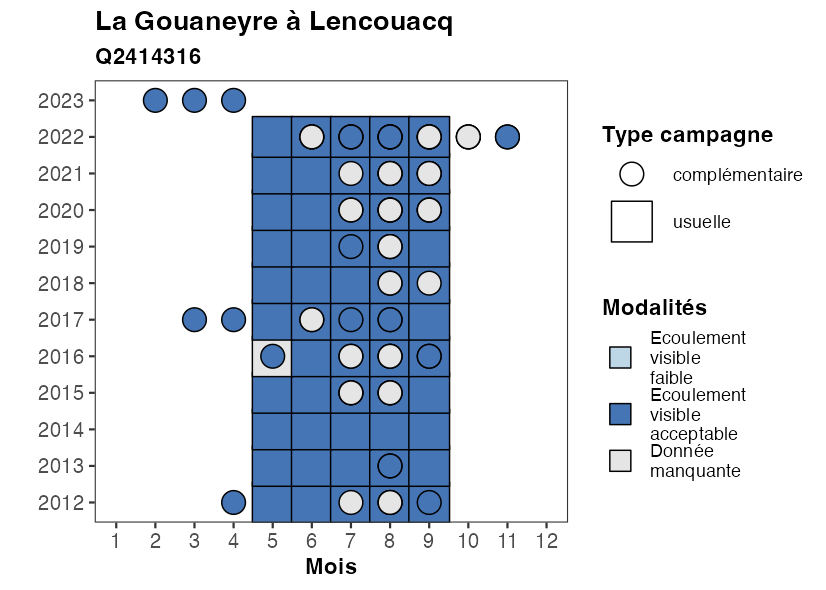 La Gouaneyre à Lencouacq
Q2414316
2023
2022
2021
2020
2019
2018
2017
2016
2015
2014
2013
2012
1 2 3 4 5 6 7 8 9 10 11 12
Mois
Type campagne
complémentaire
usuelle
Modalités
Ecoulement
visible
faible
Ecoulement
visible
acceptable
Donnée
manquante